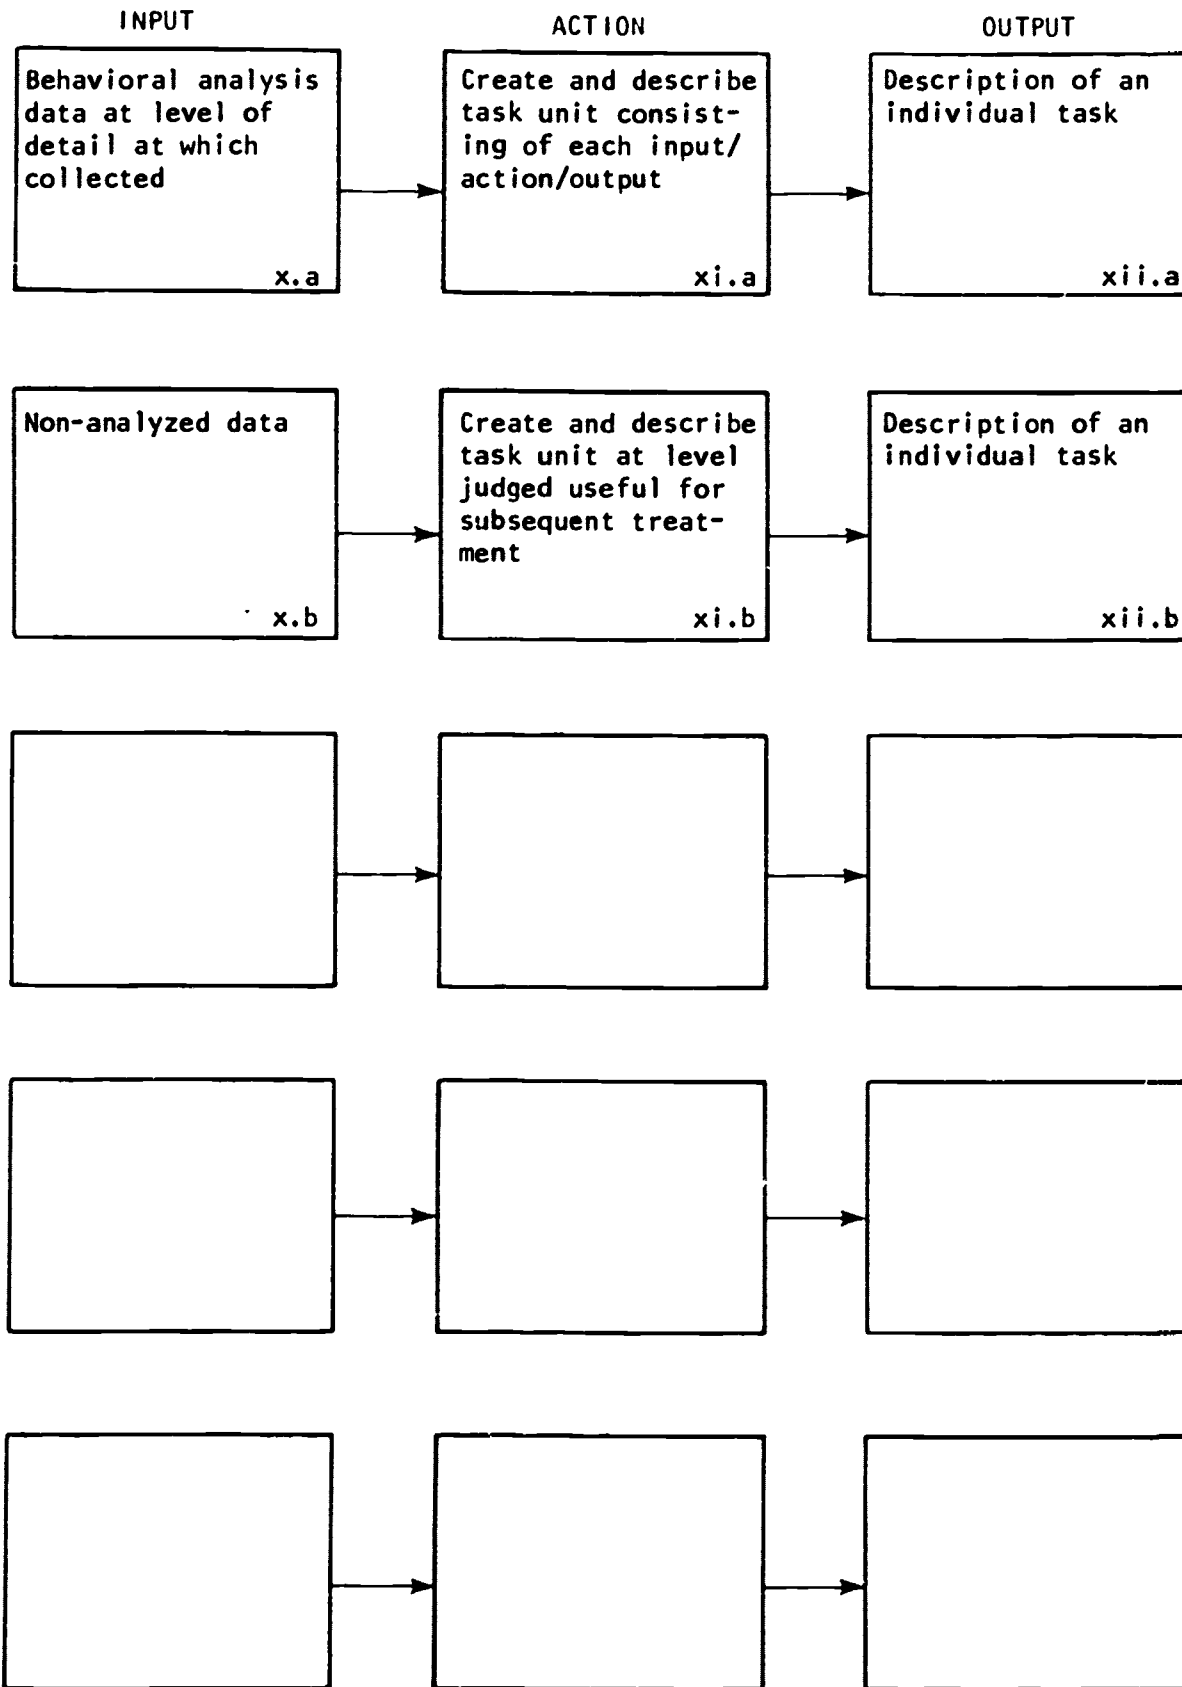 INPUT
ACTION
OUTPUT
Behavioral analysis
data at level of
detail at which
collected
x.a
Create and describe
task unit consist-
ing of each input/
action/output
xi.a
Description of an
individual task
xii.a
Non-analyzed data
x.b
Create and describe
task unit at level
judged useful for
subsequent treat-
ment
xi.b
Description of an
individual task
xii.b